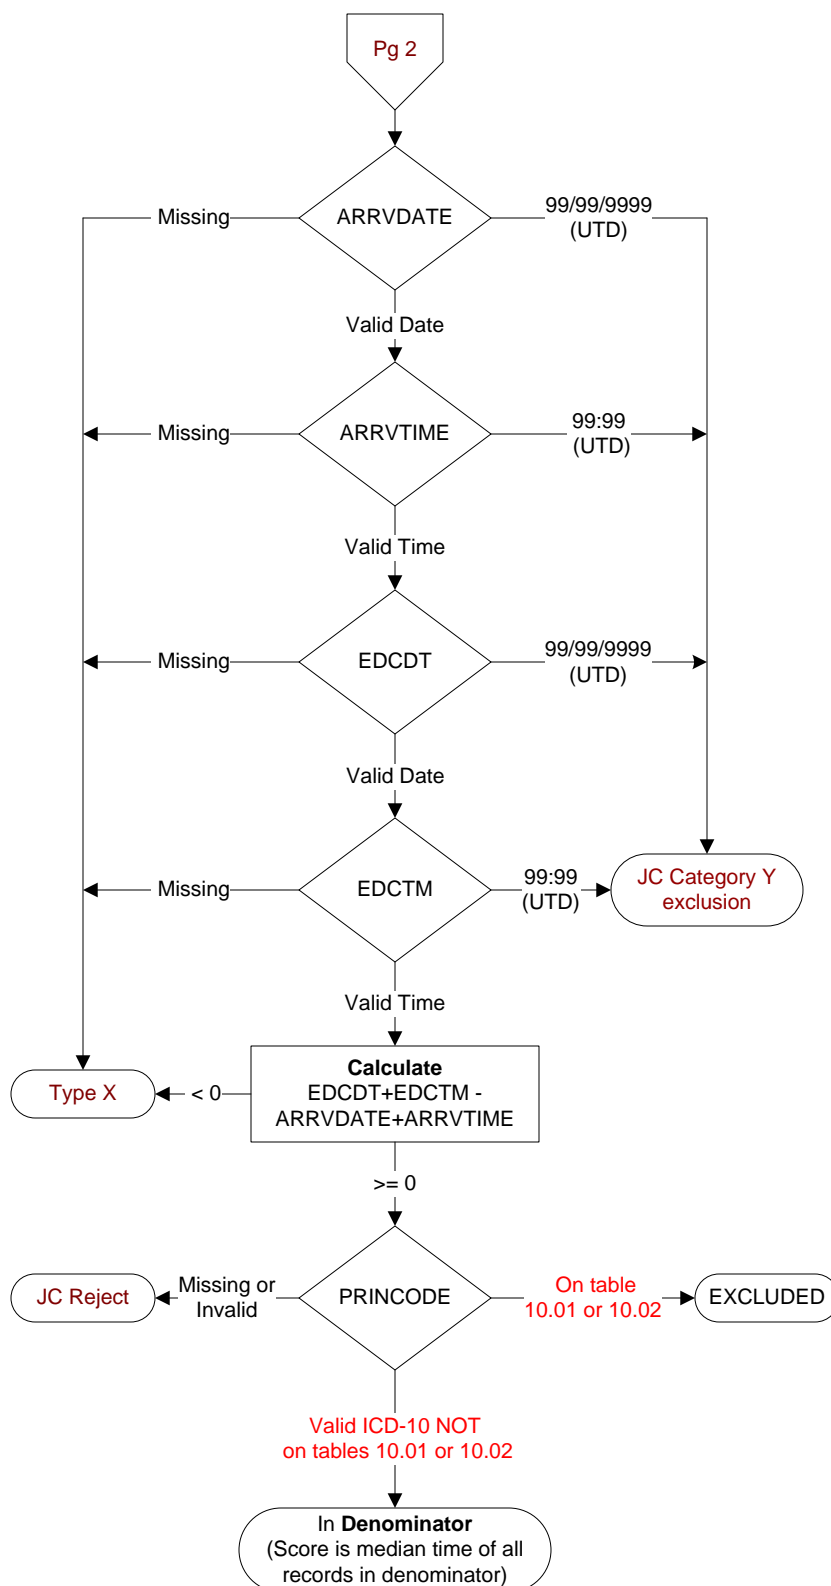 Pg 2
Missing
ARRVDATE
99/99/9999
(UTD)
Valid Date
Missing
ARRVTIME
99:99
(UTD)
Valid Time
Missing
EDCDT
99/99/9999
(UTD)
Valid Date
Missing
EDCTM
99:99
(UTD)
JC Category Y
exclusion
Valid Time
Type X
< 0
Calculate
EDCDT+EDCTM -
ARRVDATE+ARRVTIME
>= 0
JC Reject
Missing or
Invalid
PRINCODE
On table
10.01 or 10.02
EXCLUDED
Valid ICD-10 NOT
on tables 10.01 or 10.02
In Denominator
(Score is median time of all
records in denominator)